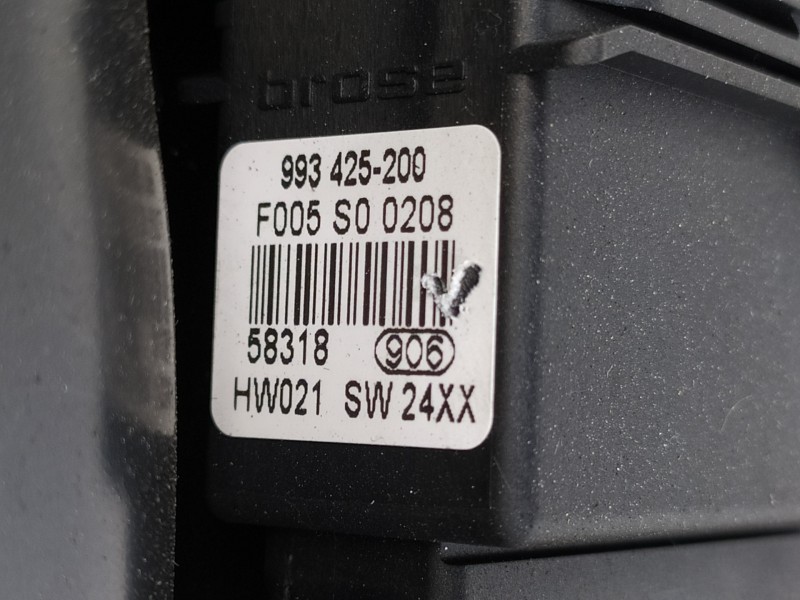 brose
993 425-200
F005 S0 0208
58318 906
HW021 SW 24XX